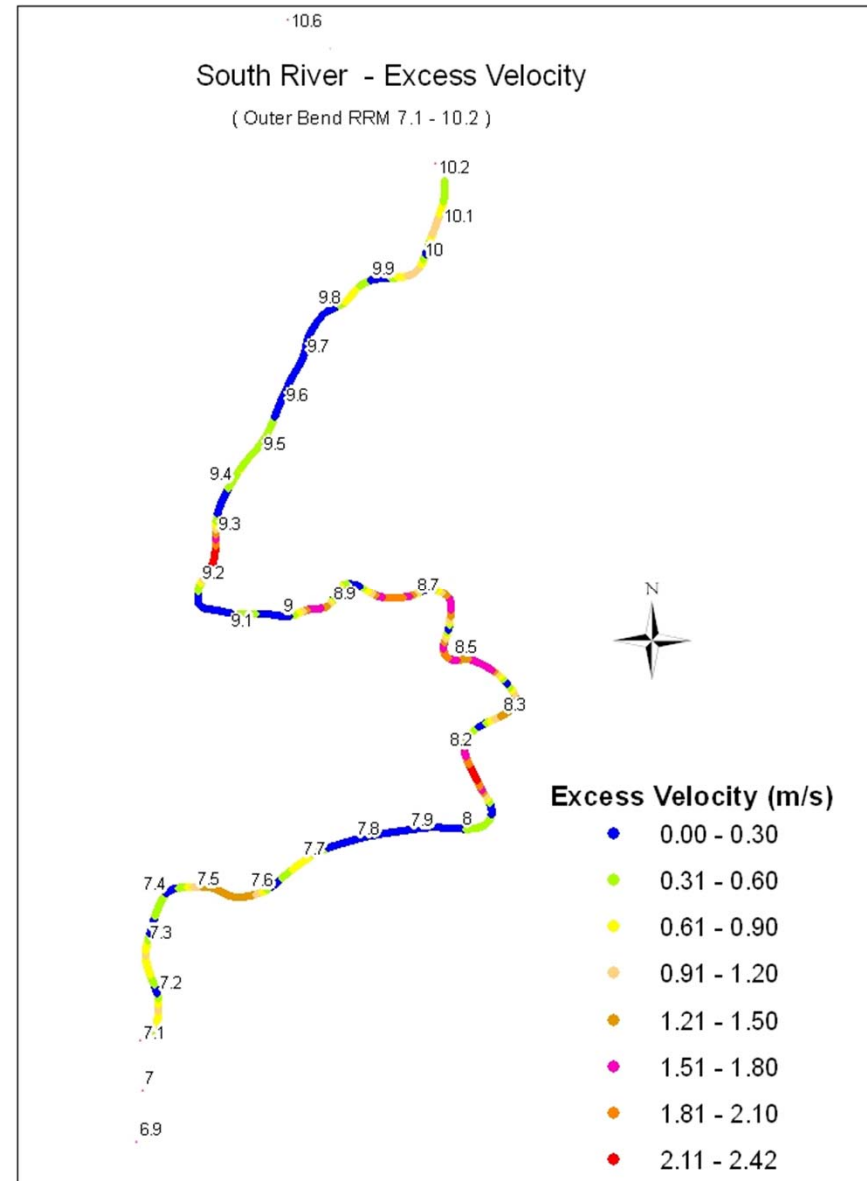 10.6
South River - Excess Velocity
( Outer Bend RRM 7.1 - 10.2 )
10.2
10.1
10
9.9
9.8
9.7
9.6
9.5
9.4
9.3
9.2
9.1
9
8.9
8.7
8.5
8.3
8.2
8
7.9
7.8
7.7
7.6
7.5
7.4
7.3
7.2
7.1
7
6.9
N
Excess Velocity (m/s)
0.00 - 0.30
0.31 - 0.60
0.61 - 0.90
0.91 - 1.20
1.21 - 1.50
1.51 - 1.80
1.81 - 2.10
2.11 - 2.42